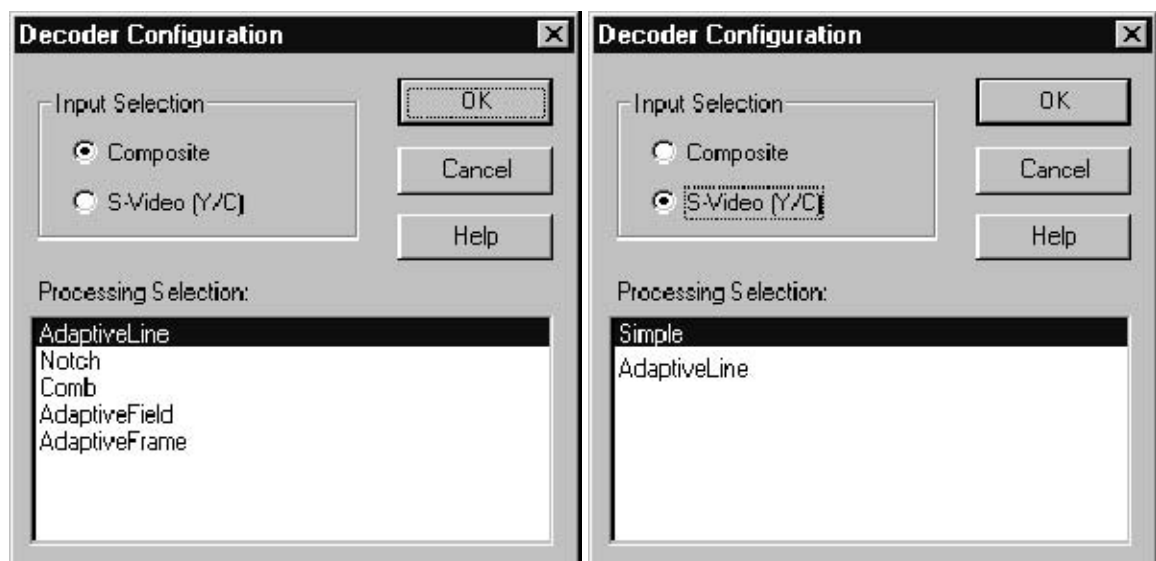 Decoder Configuration
Input Selection
Composite
S-Video (Y/C)
OK
Cancel
Help
Processing Selection:
AdaptiveLine
Notch
Comb
AdaptiveField
AdaptiveFrame
Decoder Configuration
Input Selection
Composite
S-Video (Y/C)
OK
Cancel
Help
Processing Selection:
Simple
AdaptiveLine